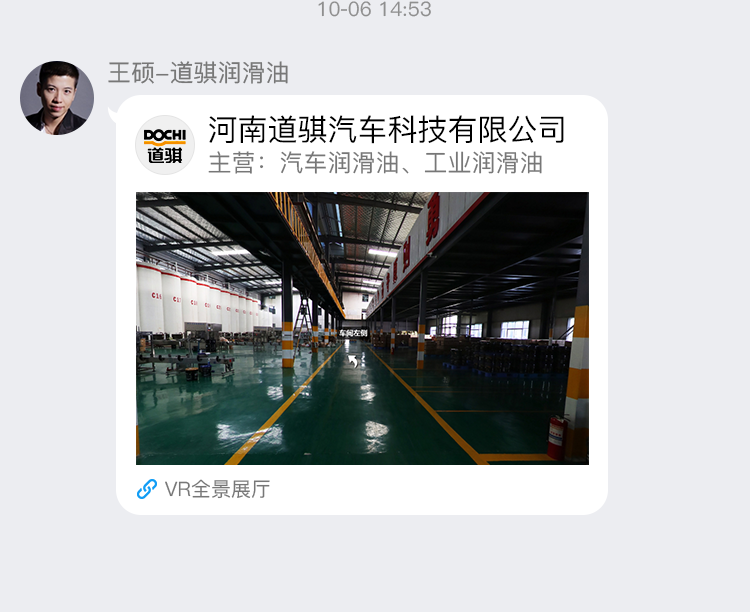 10-06 14:53
王硕–道骐润滑油
DOCHI
道骐
河南道骐汽车科技有限公司
主营：汽车润滑油、工业润滑油
车间左侧
VR全景展厅